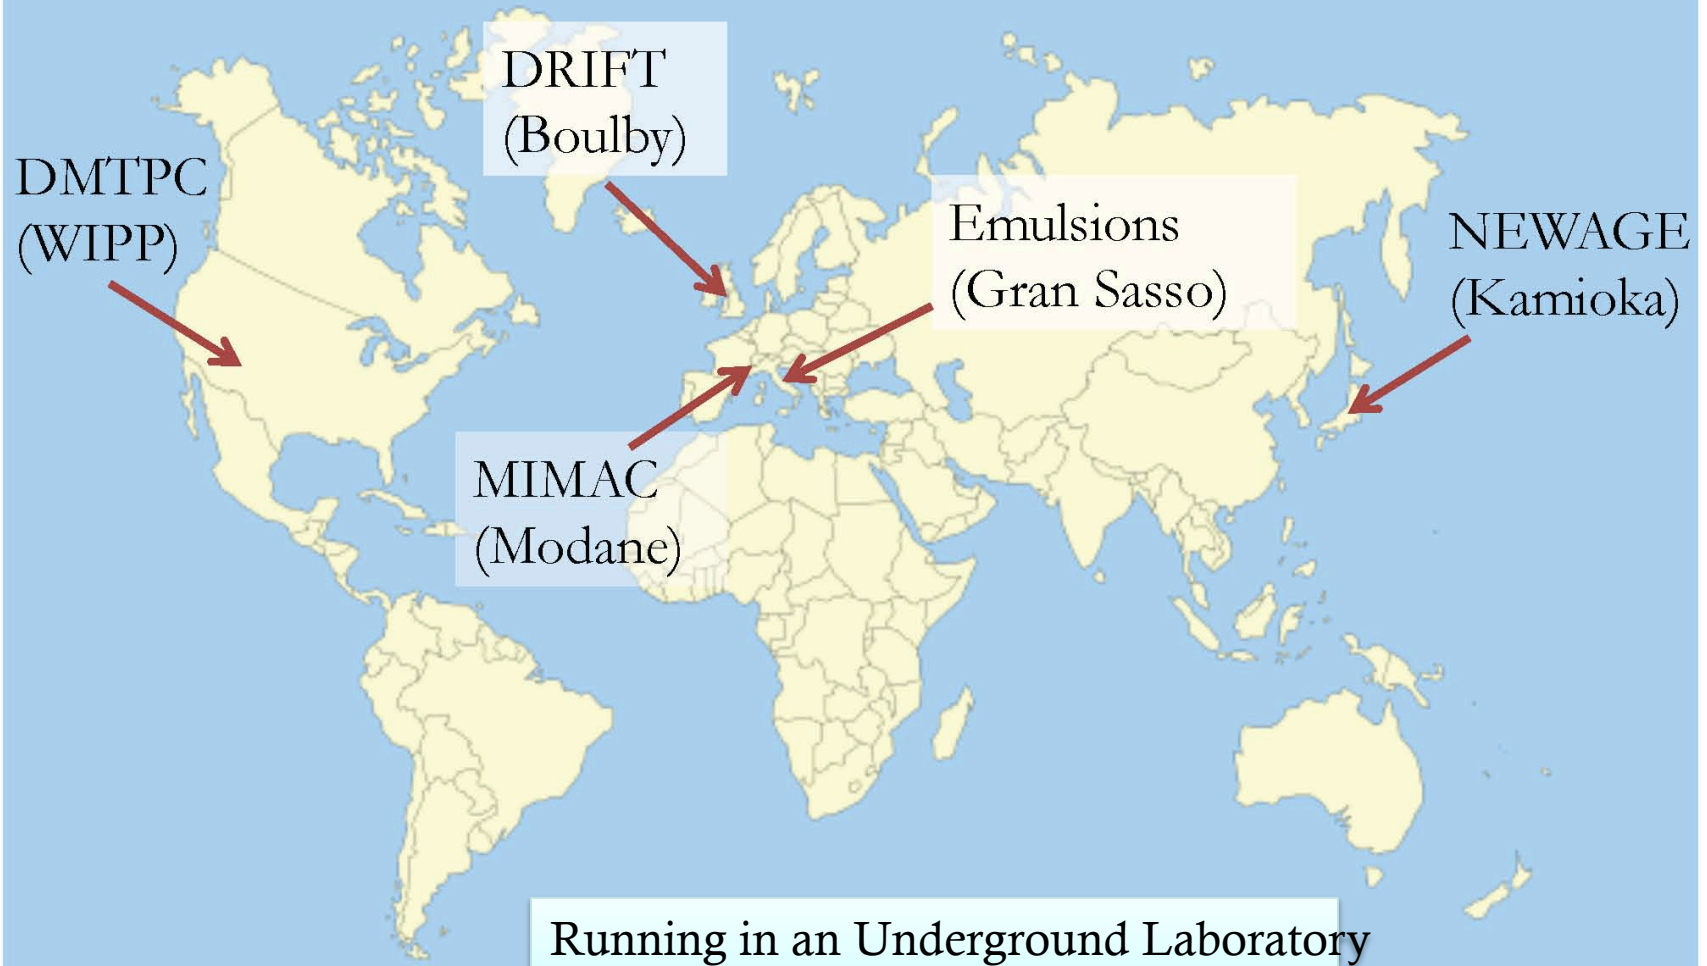 DRIFT
(Boulby)
DMTPC
(WIPP)
Emulsions
(Gran Sasso)
NEWAGE
(Kamioka)
MIMAC
(Modane)
Running in an Underground Laboratory